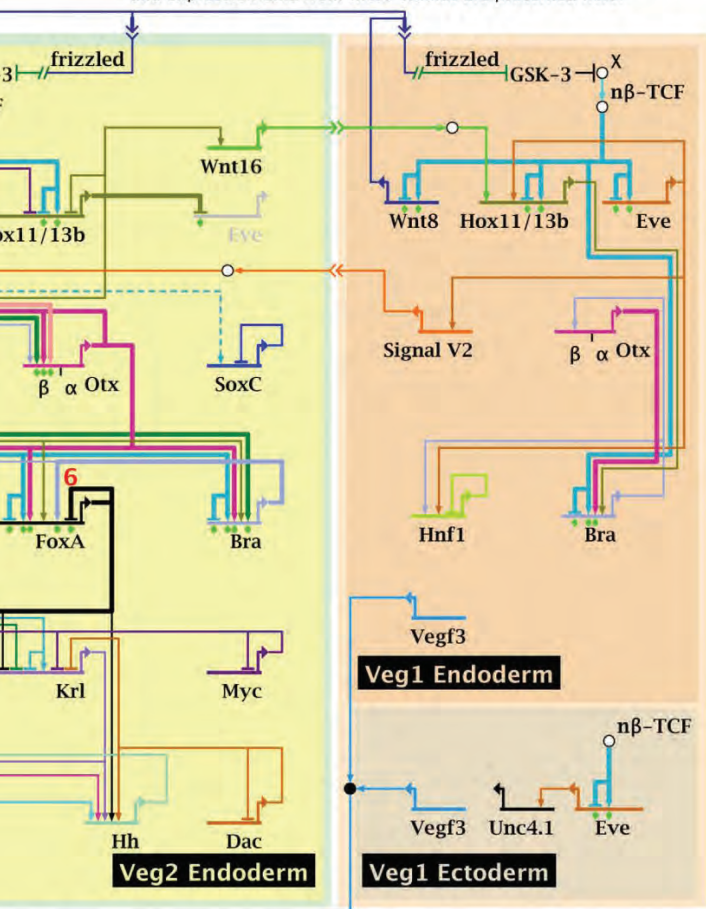 frizzled
frizzled
-3
GSK-3
X
nβ-TCF
Wnt16
ox11/13b
Eve
Wnt8
Hox11/13b
Eve
Signal V2
β
α
Otx
SoxC
β
α
Otx
6
FoxA
Bra
Hnf1
Bra
Vegf3
Krl
Myc
Veg1 Endoderm
nβ-TCF
Hh
Dac
Vegf3
Unc4.1
Eve
Veg2 Endoderm
Veg1 Ectoderm